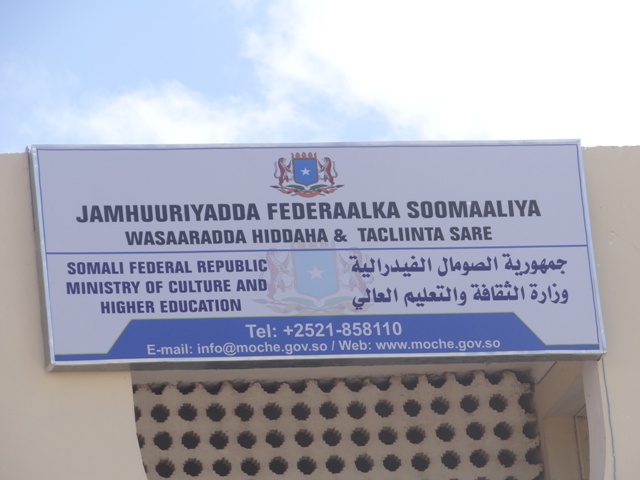 JAMHUURIYADDA FEDERAALKA SOOMAALIYA
WASAARADDA HIDDAHA & TACLIINTA SARE
SOMALI FEDERAL REPUBLIC
MINISTRY OF CULTURE AND
HIGHER EDUCATION
جمهورية الصومال الفيدرالية
وزارة الثقافة والتعليم العالي
Tel: +2521-858110
E-mail: info@moche.gov.so / Web: www.moche.gov.so